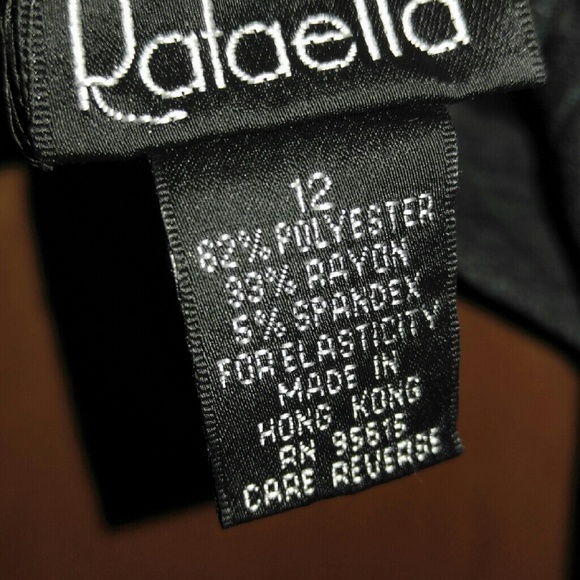 Rafaella
12
62% POLYESTER
33% RAYON
5% SPANDEX
FOR ELASTICITY
MADE IN
HONG KONG
RN 95615
CARE REVERSE